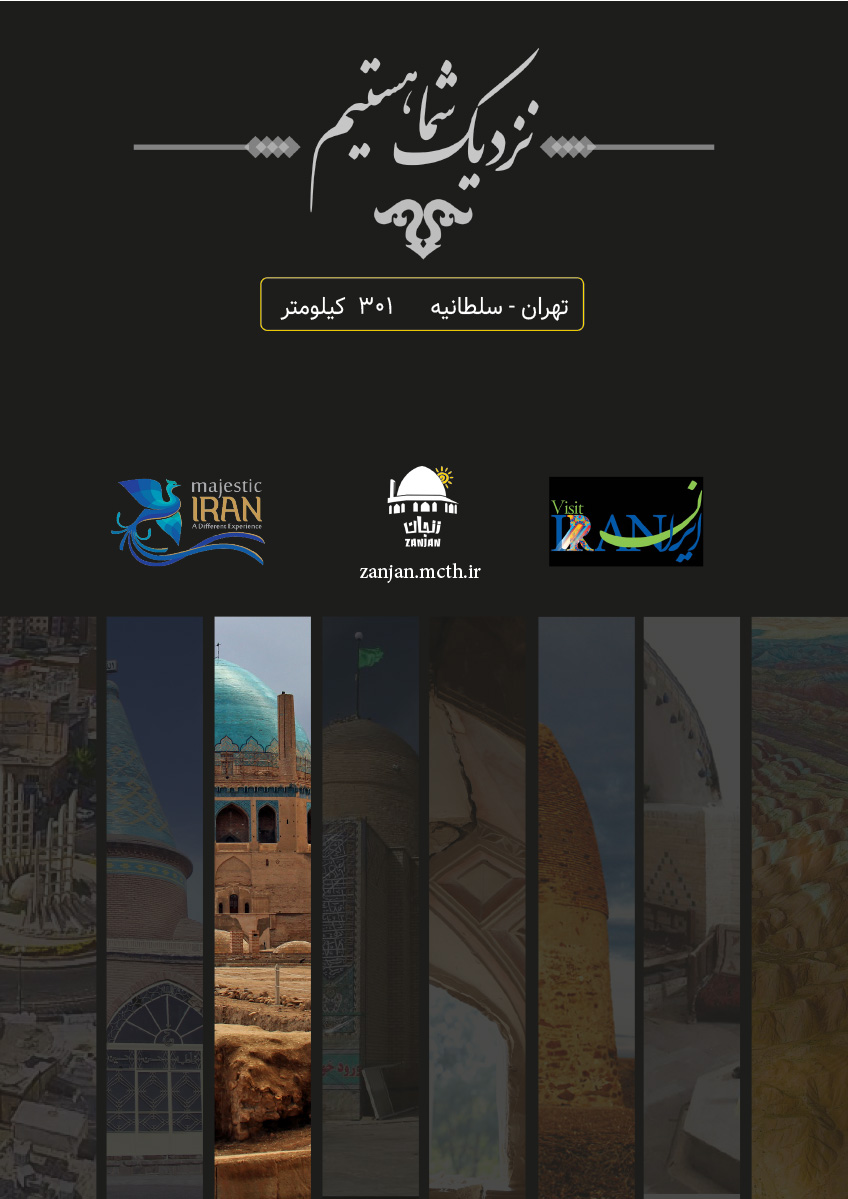 نزدیک شما هستیم
تهران - سلطانیه ۳۰۱ کیلومتر
majestic
IRAN
A Different Experience
زنجان
ZANJAN
zanjan.mcth.ir
Visit
IRAN ایران
ورود